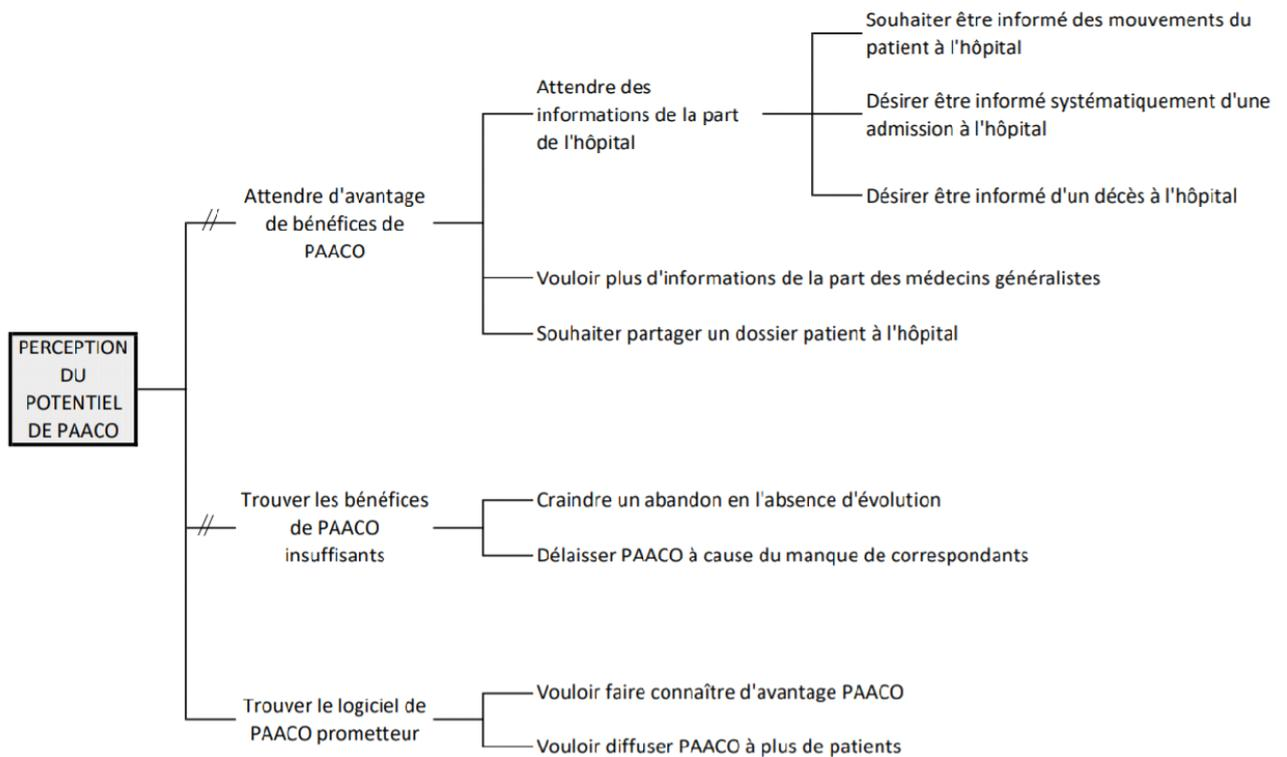 Souhaiter être informé des mouvements du
patient à l'hôpital
Attendre des
informations de la part
de l'hôpital
Désirer être informé systématiquement d'une
admission à l'hôpital
Désirer être informé d'un décès à l'hôpital
Attendre d'avantage
de bénéfices de
PAACO
Vouloir plus d'informations de la part des médecins généralistes
Souhaiter partager un dossier patient à l'hôpital
PERCEPTION
DU
POTENTIEL
DE PAACO
Trouver les bénéfices
de PAACO
insuffisants
Craindre un abandon en l'absence d'évolution
Délaisser PAACO à cause du manque de correspondants
Trouver le logiciel de
PAACO prometteur
Vouloir faire connaître d'avantage PAACO
Vouloir diffuser PAACO à plus de patients